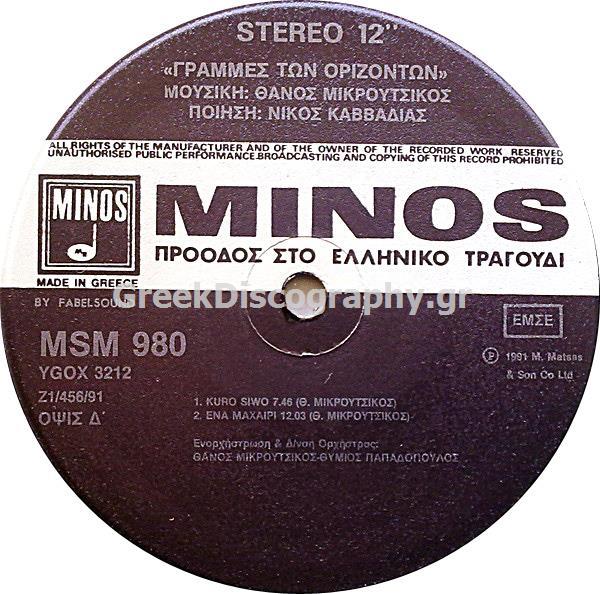 STEREO 12"
«ΓΡΑΜΜΕΣ ΤΩΝ ΟΡΙΖΟΝΤΩΝ»
ΜΟΥΣΙΚΗ: ΘΑΝΟΣ ΜΙΚΡΟΥΤΣΙΚΟΣ
ΠΟΙΗΣΗ: ΝΙΚΟΣ ΚΑΒΒΑΔΙΑΣ
ALL RIGHTS OF THE MANUFACTURER AND OF THE OWNER OF THE RECORDED WORK RESERVED
UNAUTHORISED PUBLIC PERFORMANCE.BROADCASTING AND COPYING OF THIS RECORD PROHIBITED
MINOS
MINOS
ΠΡΟΟΔΟΣ ΣΤΟ ΕΛΛΗΝΙΚΟ ΤΡΑΓΟΥΔΙ
MADE IN GREECE
BY FABELSOUND
GreekDiscography.gr
MSM 980
YGOX 3212
Z1/456/91
ΟΨΙΣ Δ΄
ΕΜΣΕ
Ⓟ 1991 M. Matsas
& Son Co Ltd
1. KURO SIWO 7.46 (Θ. ΜΙΚΡΟΥΤΣΙΚΟΣ)
2. ΕΝΑ ΜΑΧΑΙΡΙ 12.03 (Θ. ΜΙΚΡΟΥΤΣΙΚΟΣ)
Ενορχήστρωση & Δ/νση Ορχήστρας:
ΘΑΝΟΣ ΜΙΚΡΟΥΤΣΙΚΟΣ-ΘΥΜΙΟΣ ΠΑΠΑΔΟΠΟΥΛΟΣ